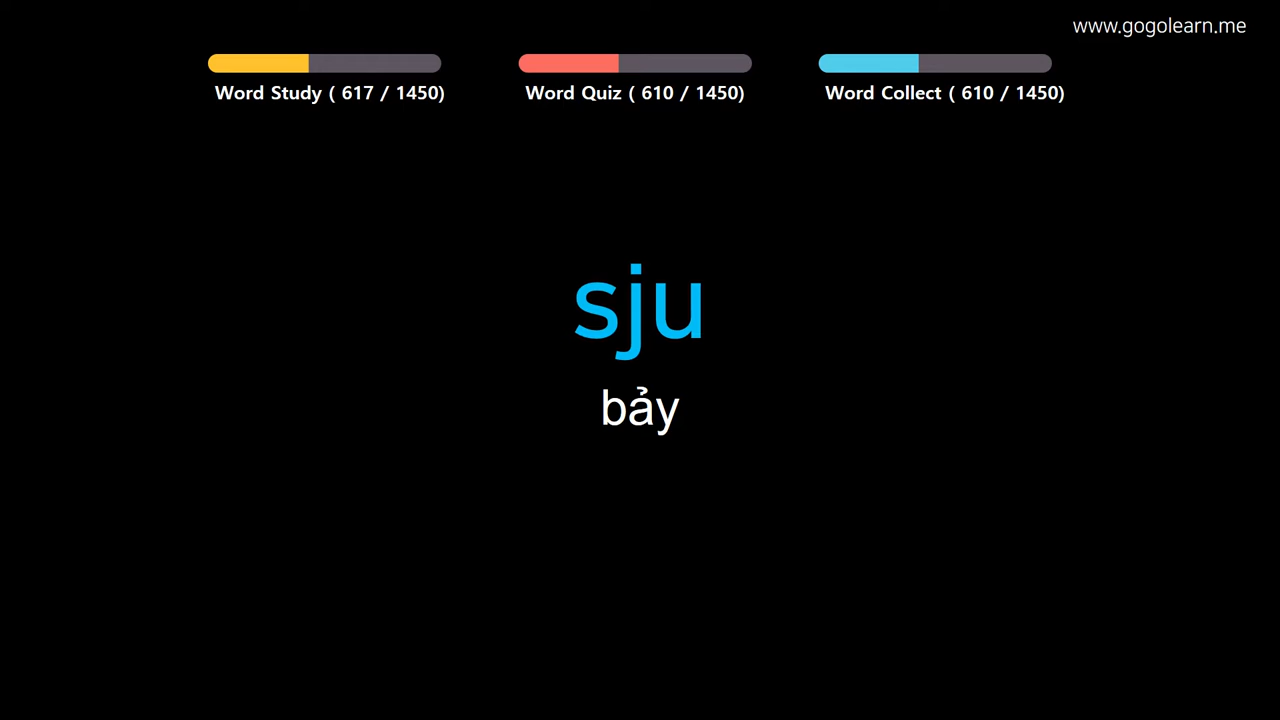 www.gogolearn.me
Word Study ( 617 / 1450)
Word Quiz ( 610 / 1450)
Word Collect ( 610 / 1450)
sju
bảy